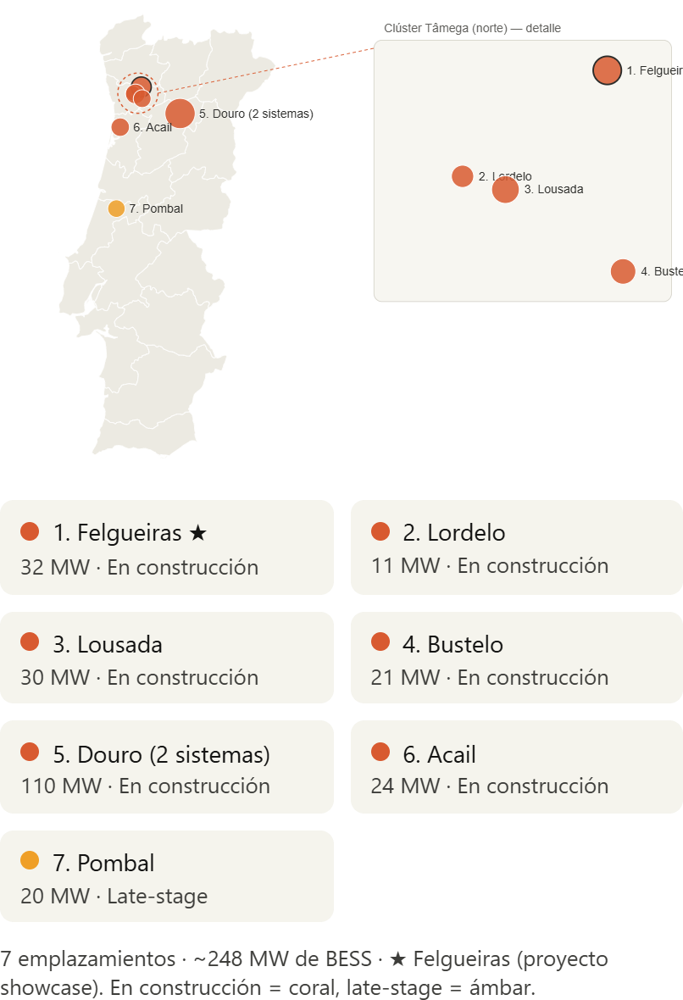 Clúster Tâmega (norte) — detalle
1. Felgueir
5. Douro (2 sistemas)
6. Acail
2. Lordelo
3. Lousada
7. Pombal
4. Buste
1. Felgueiras ★
32 MW · En construcción
2. Lordelo
11 MW · En construcción
3. Lousada
30 MW · En construcción
4. Bustelo
21 MW · En construcción
5. Douro (2 sistemas)
110 MW · En construcción
6. Acail
24 MW · En construcción
7. Pombal
20 MW · Late-stage
7 emplazamientos · ~248 MW de BESS · ★ Felgueiras (proyecto
showcase). En construcción = coral, late-stage = ámbar.